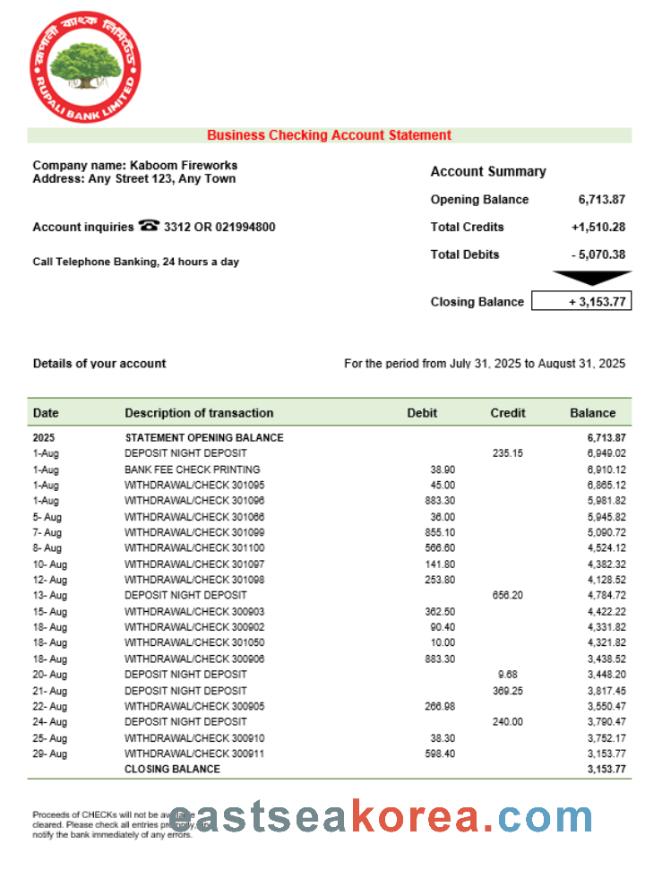 রূপালী ব্যাংক লিমিটেড
RUPALI BANK LIMITED
Business Checking Account Statement
Company name: Kaboom Fireworks
Address: Any Street 123, Any Town
Account inquiries ☎ 3312 OR 021994800
Call Telephone Banking, 24 hours a day
Account Summary
Opening Balance 6,713.87
Total Credits +1,510.28
Total Debits - 5,070.38
Closing Balance + 3,153.77
Details of your account For the period from July 31, 2025 to August 31, 2025
Date Description of transaction Debit Credit Balance
2025 STATEMENT OPENING BALANCE 6,713.87
1-Aug DEPOSIT NIGHT DEPOSIT 235.15 6,949.02
1-Aug BANK FEE CHECK PRINTING 38.90 6,910.12
1-Aug WITHDRAWAL/CHECK 301095 45.00 6,865.12
1-Aug WITHDRAWAL/CHECK 301096 883.30 5,981.82
5- Aug WITHDRAWAL/CHECK 301066 36.00 5,945.82
7- Aug WITHDRAWAL/CHECK 301099 855.10 5,090.72
8- Aug WITHDRAWAL/CHECK 301100 566.60 4,524.12
10- Aug WITHDRAWAL/CHECK 301097 141.80 4,382.32
12- Aug WITHDRAWAL/CHECK 301098 253.80 4,128.52
13- Aug DEPOSIT NIGHT DEPOSIT 656.20 4,784.72
15- Aug WITHDRAWAL/CHECK 300903 362.50 4,422.22
18- Aug WITHDRAWAL/CHECK 300902 90.40 4,331.82
18- Aug WITHDRAWAL/CHECK 301050 10.00 4,321.82
18- Aug WITHDRAWAL/CHECK 300906 883.30 3,438.52
20- Aug DEPOSIT NIGHT DEPOSIT 9.68 3,448.20
21- Aug DEPOSIT NIGHT DEPOSIT 369.25 3,817.45
22- Aug WITHDRAWAL/CHECK 300905 266.98 3,550.47
24- Aug DEPOSIT NIGHT DEPOSIT 240.00 3,790.47
25- Aug WITHDRAWAL/CHECK 300910 38.30 3,752.17
29- Aug WITHDRAWAL/CHECK 300911 598.40 3,153.77
CLOSING BALANCE 3,153.77
Proceeds of CHECKs will not be
cleared. Please check all entries
notify the bank immediately of any errors.
eastseakorea.com